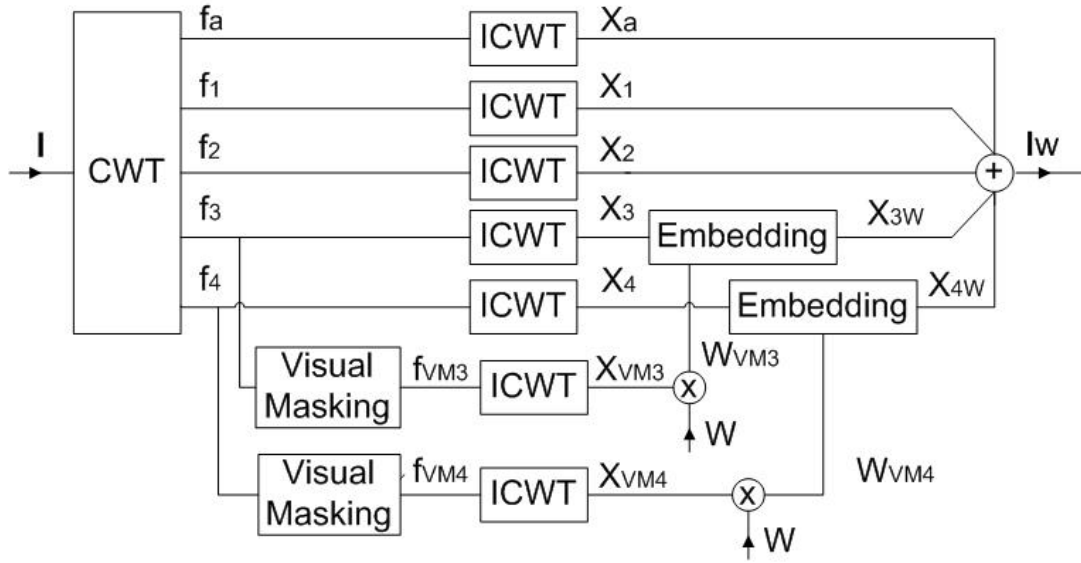 fa ICWT Xa
f1 ICWT X1
I CWT f2 ICWT X2 + Iw
f3 ICWT X3 Embedding X3W
f4 ICWT X4 Embedding X4W
Visual Masking fVM3 ICWT XVM3 x WVM3
W
Visual Masking fVM4 ICWT XVM4 x WVM4
W